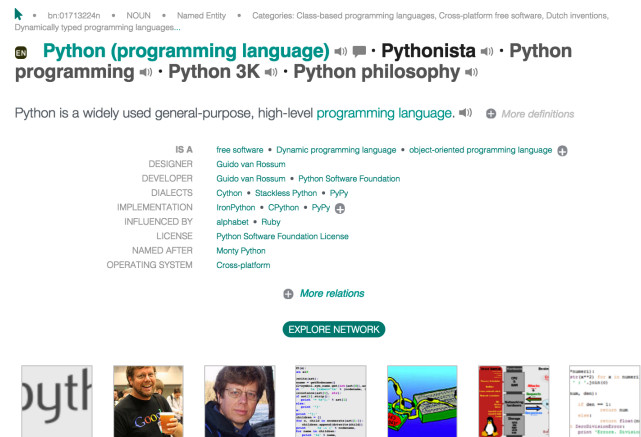 bn:01713224n • NOUN • Named Entity • Categories: Class-based programming languages, Cross-platform free software, Dutch inventions,
Dynamically typed programming languages...
EN Python (programming language) · Pythonista · Python
programming · Python 3K · Python philosophy
Python is a widely used general-purpose, high-level programming language. More definitions
IS A free software • Dynamic programming language • object-oriented programming language
DESIGNER Guido van Rossum
DEVELOPER Guido van Rossum • Python Software Foundation
DIALECTS Cython • Stackless Python • PyPy
IMPLEMENTATION IronPython • CPython • PyPy
INFLUENCED BY alphabet • Ruby
LICENSE Python Software Foundation License
NAMED AFTER Monty Python
OPERATING SYSTEM Cross-platform
More relations
EXPLORE NETWORK
pyth
Goo